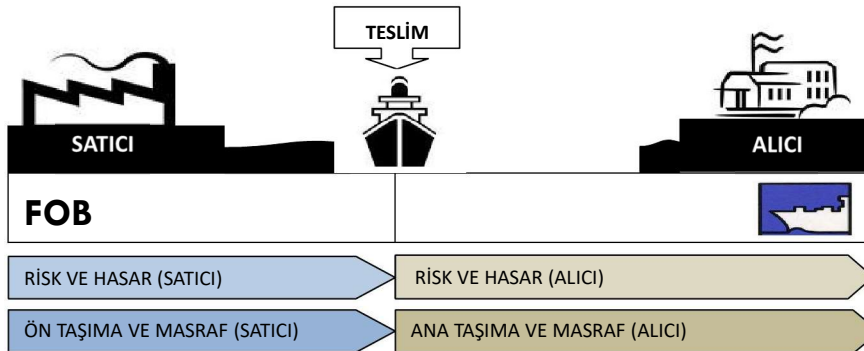 TESLİM
SATICI
ALICI
FOB
RİSK VE HASAR (SATICI)
RİSK VE HASAR (ALICI)
ÖN TAŞIMA VE MASRAF (SATICI)
ANA TAŞIMA VE MASRAF (ALICI)